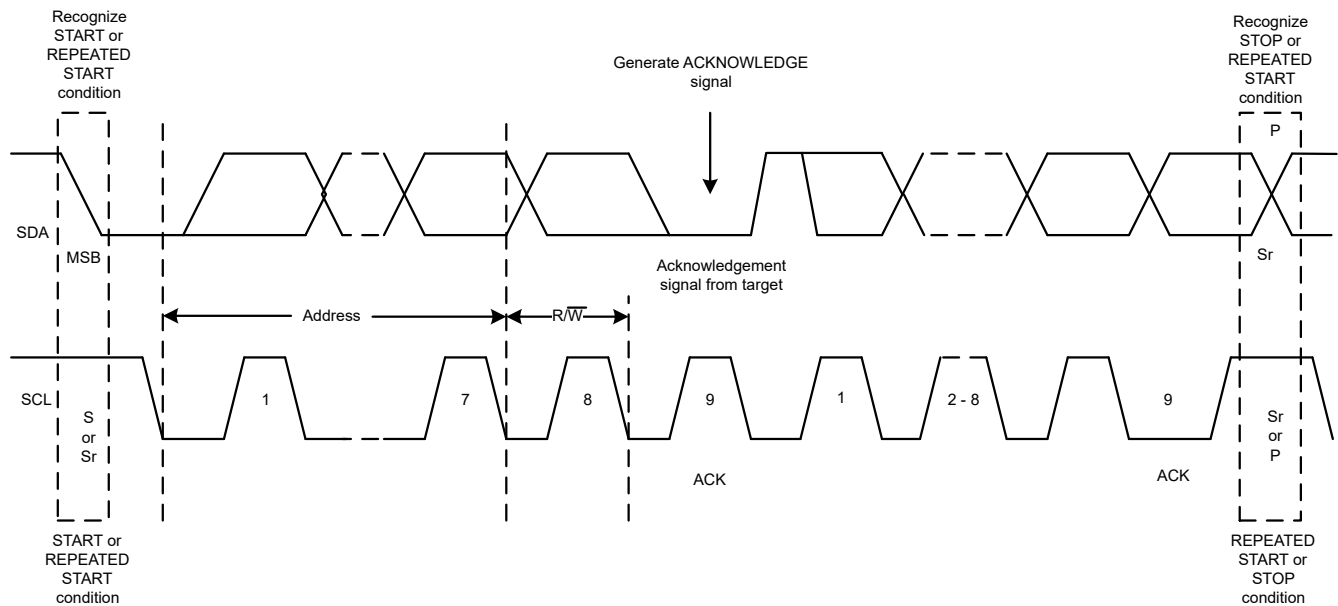 Recognize
START or
REPEATED
START
condition
Generate ACKNOWLEDGE
signal
Recognize
STOP or
REPEATED
START
condition
P
SDA
MSB
Acknowledgement
signal from target
Sr
Address
R/W̅
SCL
S
or
Sr
1
7
8
9
1
2 - 8
9
Sr
or
P
ACK
ACK
START or
REPEATED
START
condition
REPEATED
START or
STOP
condition